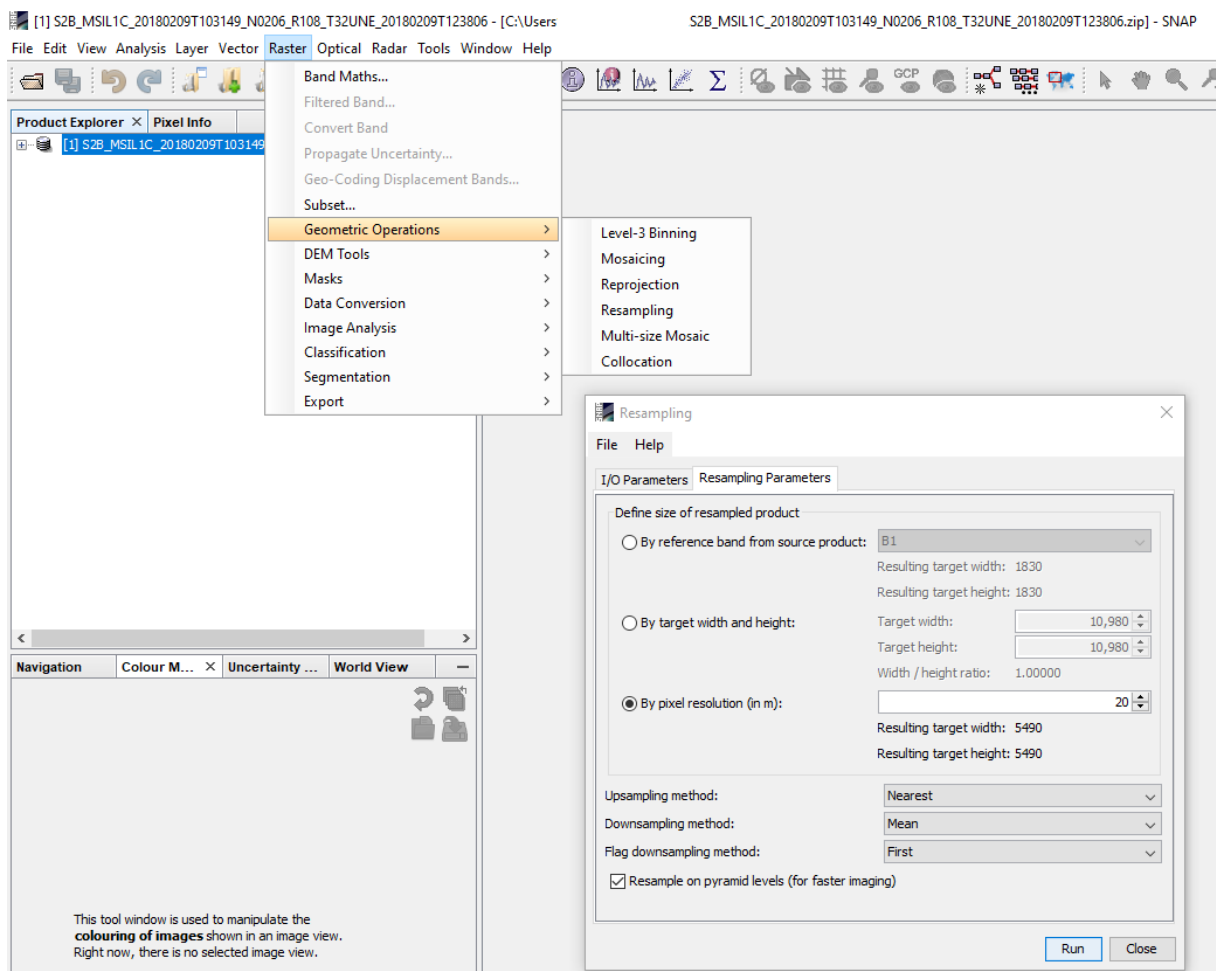 [1] S2B_MSIL1C_20180209T103149_N0206_R108_T32UNE_20180209T123806 - [C:\Users S2B_MSIL1C_20180209T103149_N0206_R108_T32UNE_20180209T123806.zip] - SNAP
File Edit View Analysis Layer Vector Raster Optical Radar Tools Window Help
GCP
Product Explorer × Pixel Info
[1] S2B_MSIL1C_20180209T103149
Band Maths...
Filtered Band...
Convert Band
Propagate Uncertainty...
Geo-Coding Displacement Bands...
Subset...
Geometric Operations >
DEM Tools >
Masks >
Data Conversion >
Image Analysis >
Classification >
Segmentation >
Export >
Level-3 Binning
Mosaicing
Reprojection
Resampling
Multi-size Mosaic
Collocation
Resampling
File Help
I/O Parameters Resampling Parameters
Define size of resampled product
By reference band from source product: B1
Resulting target width: 1830
Resulting target height: 1830
By target width and height: Target width: 10,980
Target height: 10,980
Width / height ratio: 1.00000
By pixel resolution (in m): 20
Resulting target width: 5490
Resulting target height: 5490
Upsampling method: Nearest
Downsampling method: Mean
Flag downsampling method: First
Resample on pyramid levels (for faster imaging)
Run Close
Navigation Colour M... × Uncertainty ... World View
This tool window is used to manipulate the
colouring of images shown in an image view.
Right now, there is no selected image view.